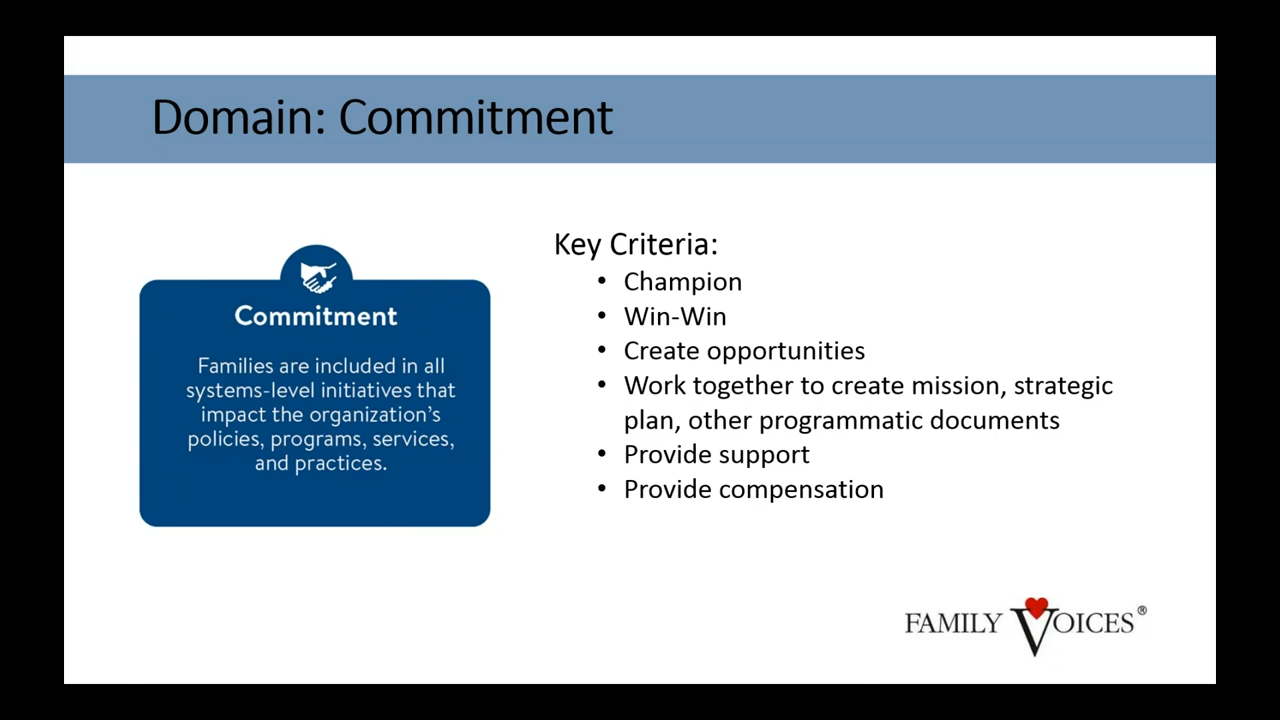 Domain: Commitment
Commitment
Families are included in all
systems-level initiatives that
impact the organization's
policies, programs, services,
and practices.
Key Criteria:
• Champion
• Win-Win
• Create opportunities
• Work together to create mission, strategic
plan, other programmatic documents
• Provide support
• Provide compensation
FAMILY VOICES®